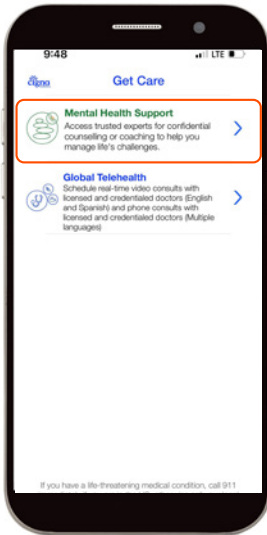 9:48
LTE
cigna
Get Care
Mental Health Support
Access trusted experts for confidential
counselling or coaching to help you
manage life's challenges.
Global Telehealth
Schedule real-time video consults with
licensed and credentialed doctors (English
and Spanish) and phone consults with
licensed and credentialed doctors (Multiple
languages)
If you have a life-threatening medical condition, call 911